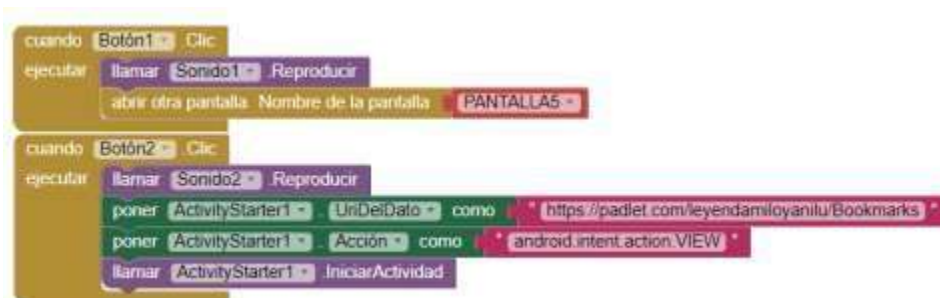 cuando Botón1 Clic
ejecutar llamar Sonido1 .Reproducir
abrir otra pantalla Nombre de la pantalla PANTALLA5
cuando Botón2 Clic
ejecutar llamar Sonido2 .Reproducir
poner ActivityStarter1 . UriDelDato como " https://padlet.com/leyendamiloyanilu/Bookmarks "
poner ActivityStarter1 . Acción como " android.intent.action.VIEW "
llamar ActivityStarter1 .IniciarActividad